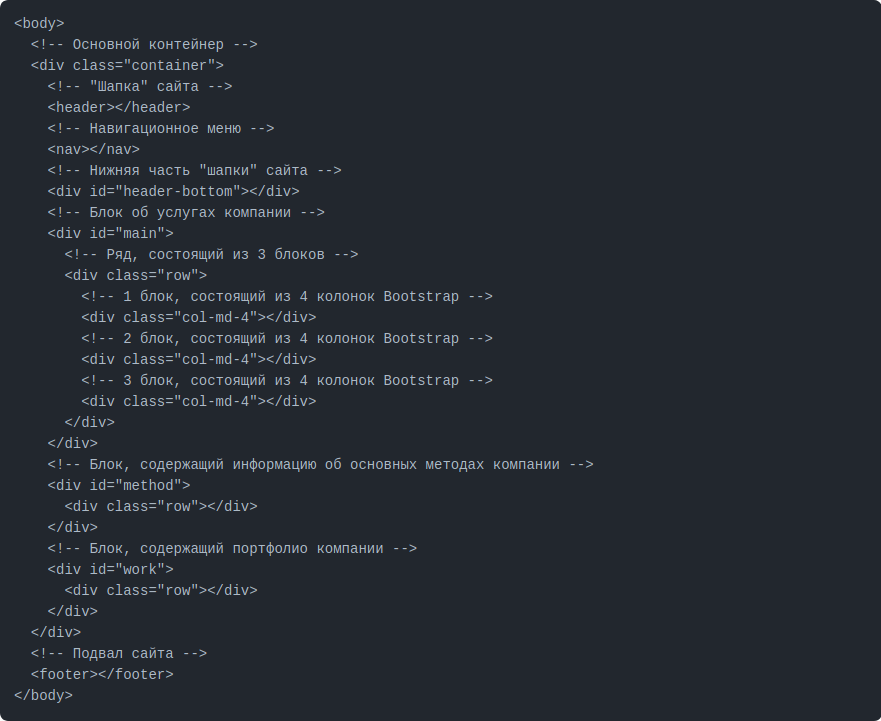 <body>
  <!-- Основной контейнер -->
  <div class="container">
    <!-- "Шапка" сайта -->
    <header></header>
    <!-- Навигационное меню -->
    <nav></nav>
    <!-- Нижняя часть "шапки" сайта -->
    <div id="header-bottom"></div>
    <!-- Блок об услугах компании -->
    <div id="main">
      <!-- Ряд, состоящий из 3 блоков -->
      <div class="row">
        <!-- 1 блок, состоящий из 4 колонок Bootstrap -->
        <div class="col-md-4"></div>
        <!-- 2 блок, состоящий из 4 колонок Bootstrap -->
        <div class="col-md-4"></div>
        <!-- 3 блок, состоящий из 4 колонок Bootstrap -->
        <div class="col-md-4"></div>
      </div>
    </div>
    <!-- Блок, содержащий информацию об основных методах компании -->
    <div id="method">
      <div class="row"></div>
    </div>
    <!-- Блок, содержащий портфолио компании -->
    <div id="work">
      <div class="row"></div>
    </div>
  </div>
  <!-- Подвал сайта -->
  <footer></footer>
</body>